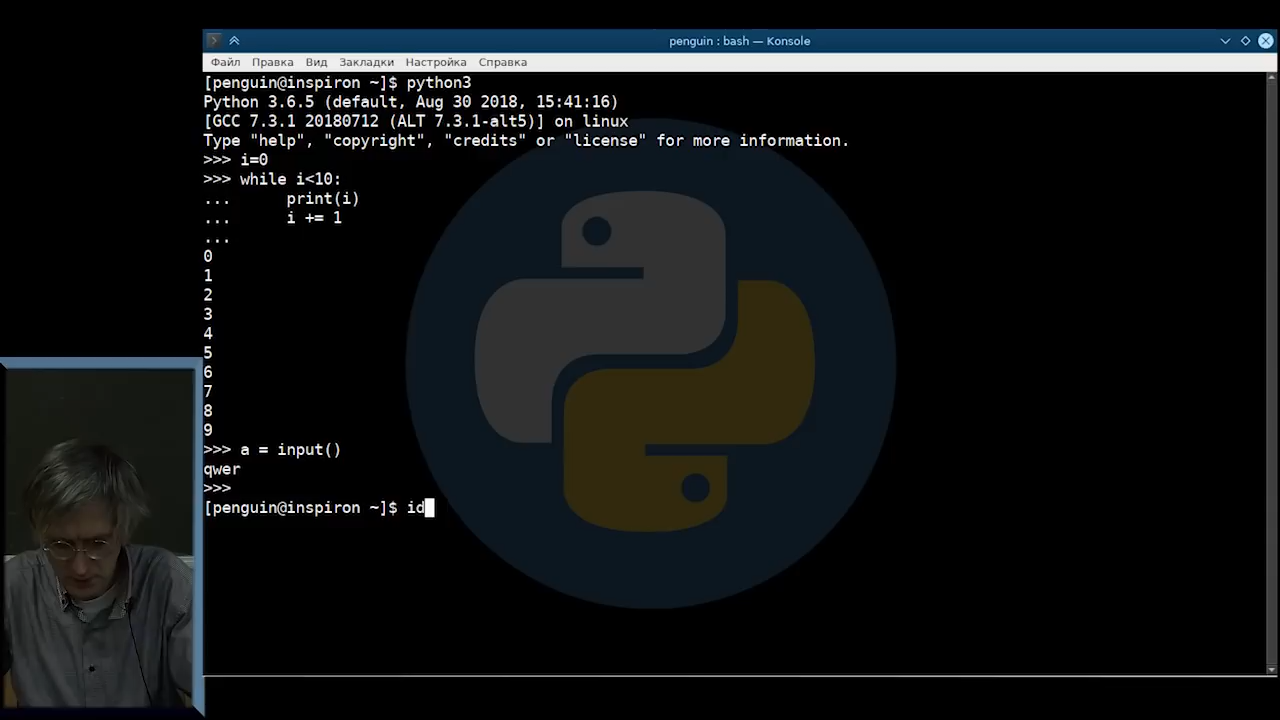 penguin : bash — Konsole
Файл Правка Вид Закладки Настройка Справка
[penguin@inspiron ~]$ python3
Python 3.6.5 (default, Aug 30 2018, 15:41:16)
[GCC 7.3.1 20180712 (ALT 7.3.1-alt5)] on linux
Type "help", "copyright", "credits" or "license" for more information.
>>> i=0
>>> while i<10:
...      print(i)
...      i += 1
...
0
1
2
3
4
5
6
7
8
9
>>> a = input()
qwer
>>>
[penguin@inspiron ~]$ id